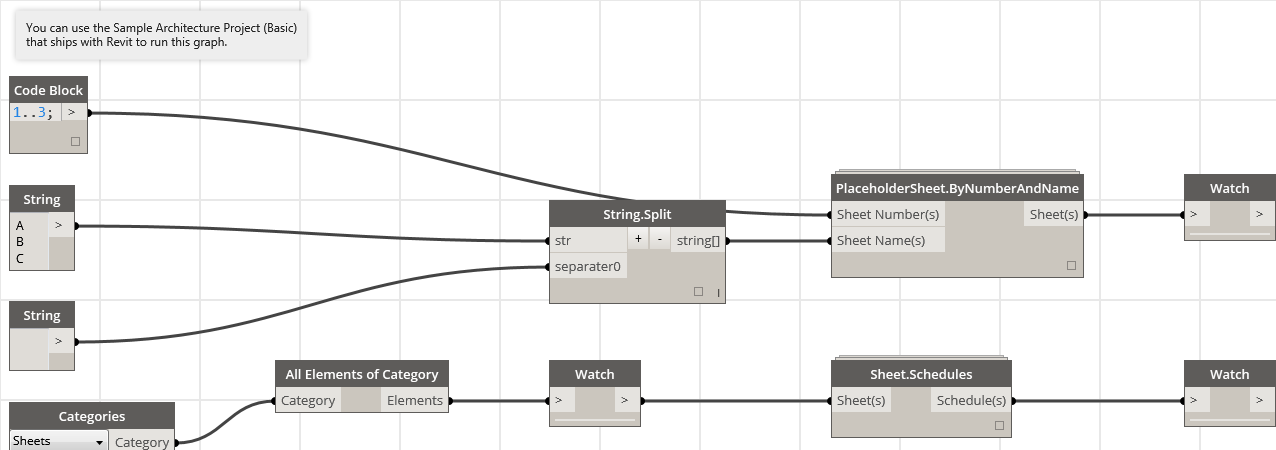 You can use the Sample Architecture Project (Basic)
that ships with Revit to run this graph.
Code Block
1..3; >
String
A >
B
C
String
>
String.Split
str + - string[]
separater0
l
PlaceholderSheet.ByNumberAndName
Sheet Number(s) Sheet(s)
Sheet Name(s)
Watch
> >
Categories
Sheets Category
All Elements of Category
Category Elements
Watch
> >
Sheet.Schedules
Sheet(s) Schedule(s)
Watch
> >